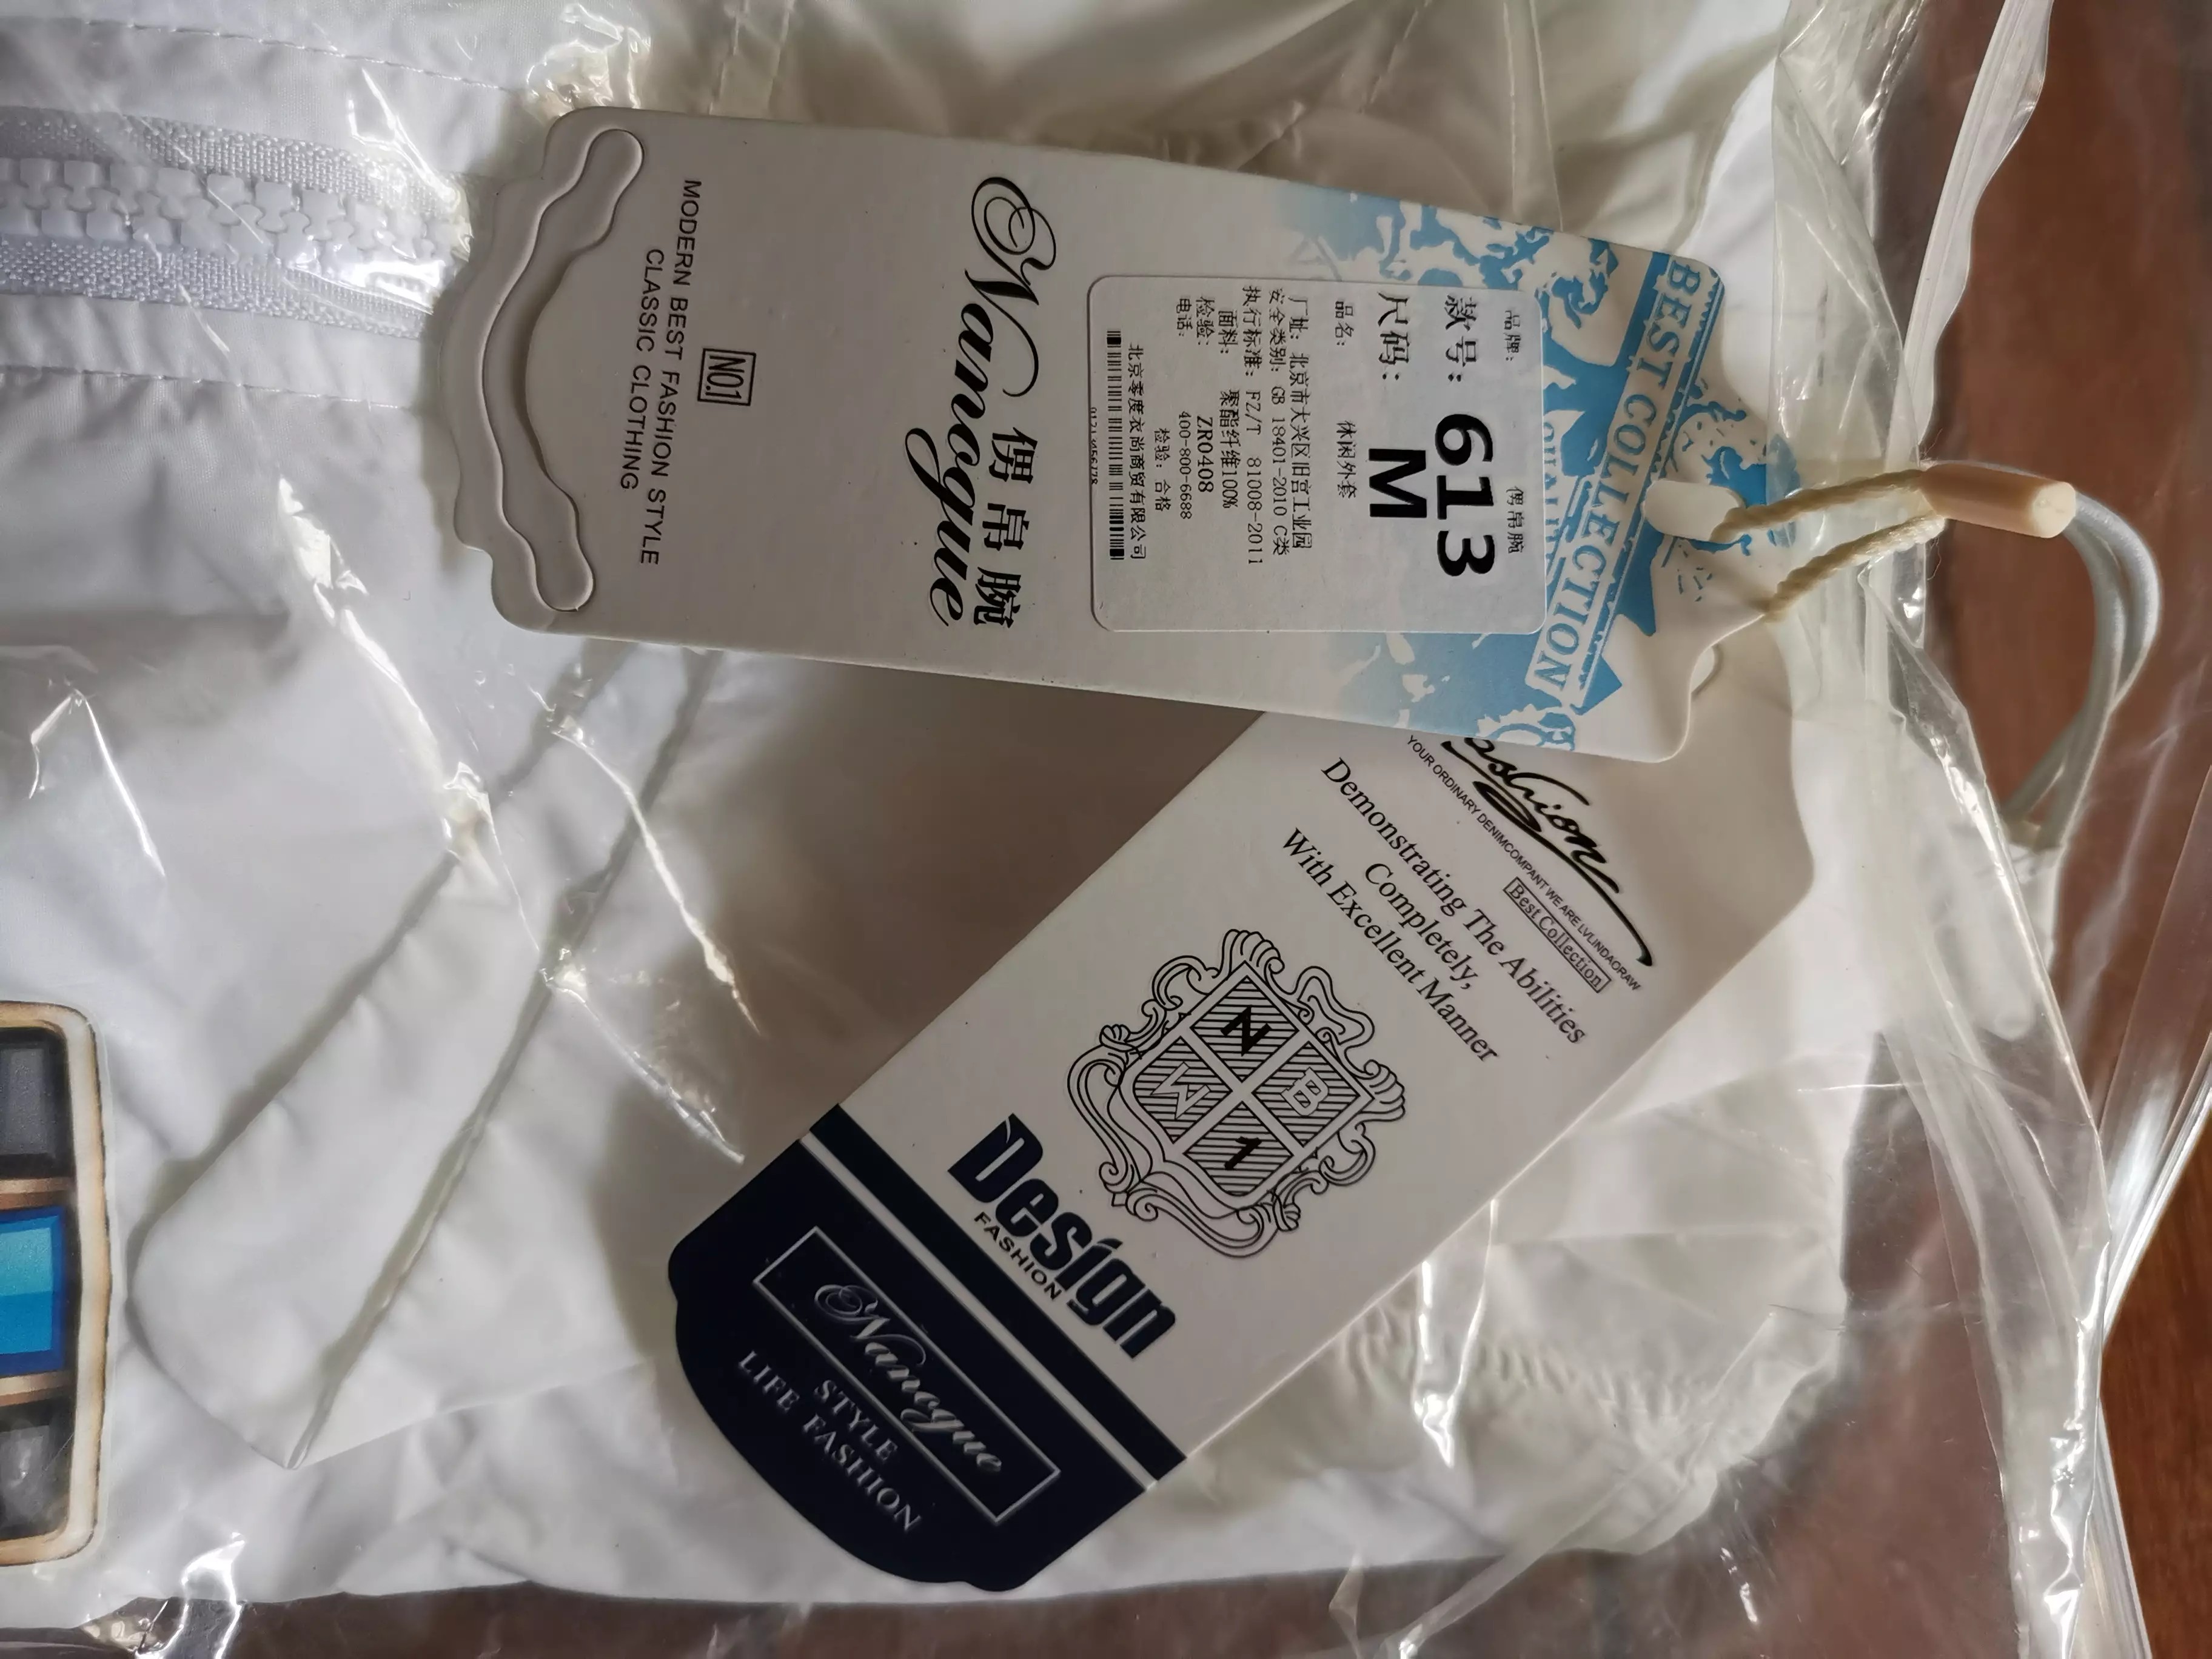 BEST COLLECTION
品牌: 侽帛腕
款号: 613
尺码: M
品名: 休闲外套
厂址: 北京市大兴区旧宫工业园
安全类别: GB 18401-2010 C类
执行标准: FZ/T 81008-2011
面料: 聚酯纤维100%
检验: ZR0408
电话: 400-800-6688
检验: 合格
北京零度衣尚商贸有限公司
帛腕
Nanogue
NO.1
MODERN BEST FASHION STYLE
CLASSIC CLOTHING
YOUR ORDINARY DENIMCOMPANT WE ARE LVLINDAORAW
Best Collection
Demonstrating The Abilities
Completely,
With Excellent Manner
N B
W 1
Design
FASHION
Nanogue
STYLE
LIFE FASHION